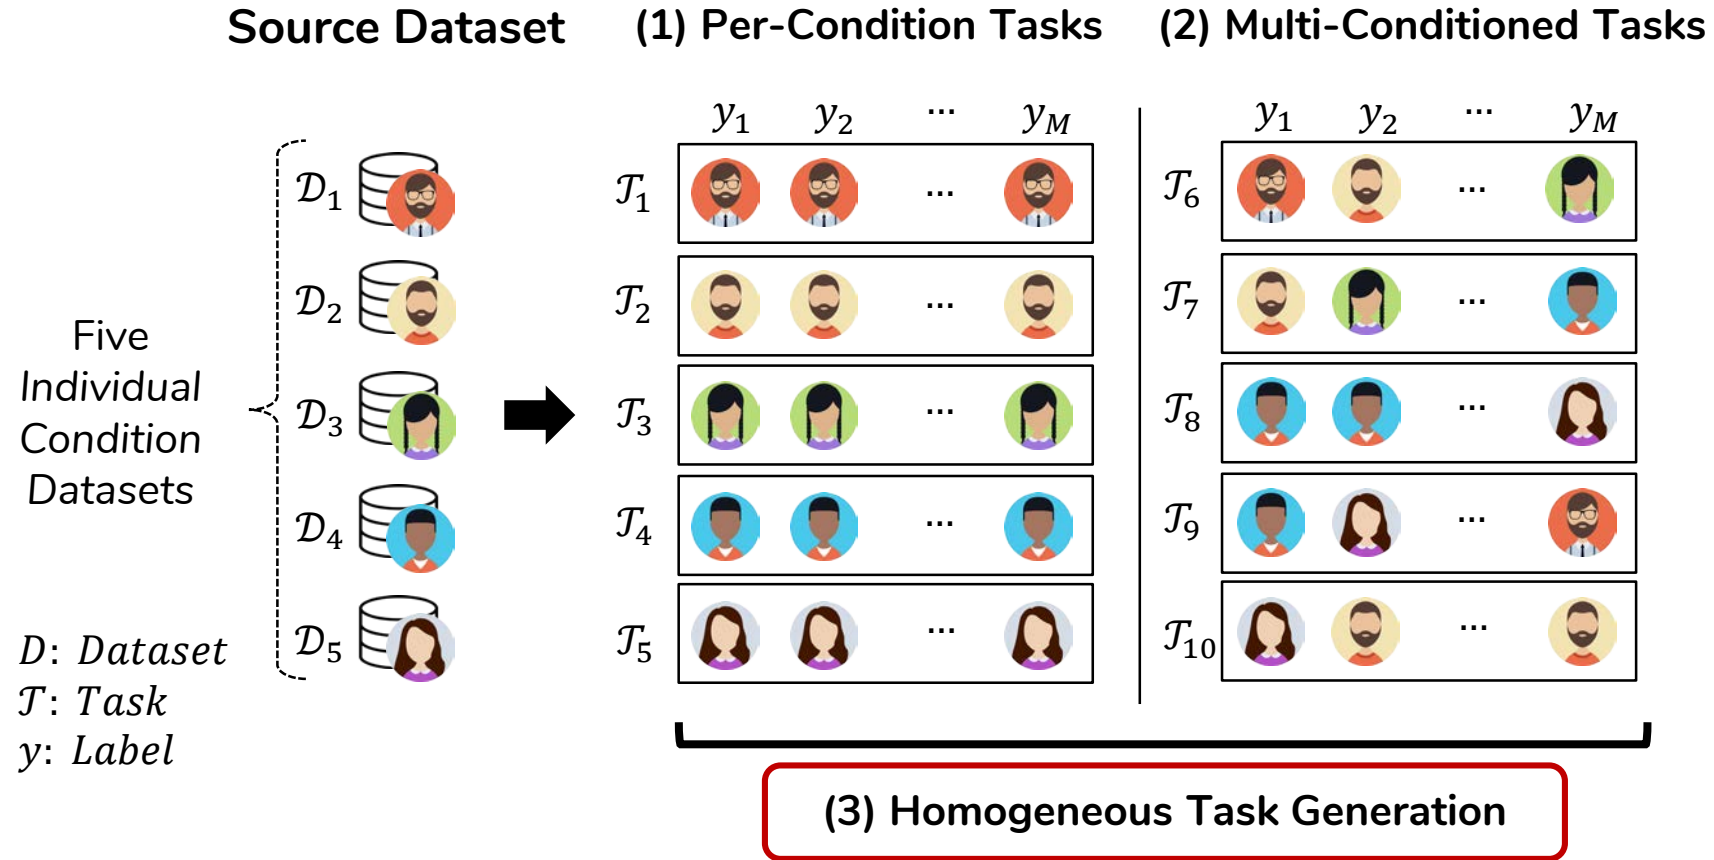 Source Dataset
(1) Per-Condition Tasks
(2) Multi-Conditioned Tasks
y₁ y₂ ... y_M
y₁ y₂ ... y_M
Five
Individual
Condition
Datasets
𝒟₁
𝒟₂
𝒟₃
𝒟₄
𝒟₅
𝒯₁ ...
𝒯₂ ...
𝒯₃ ...
𝒯₄ ...
𝒯₅ ...
𝒯₆ ...
𝒯₇ ...
𝒯₈ ...
𝒯₉ ...
𝒯₁₀ ...
D: Dataset
𝒯: Task
y: Label
(3) Homogeneous Task Generation